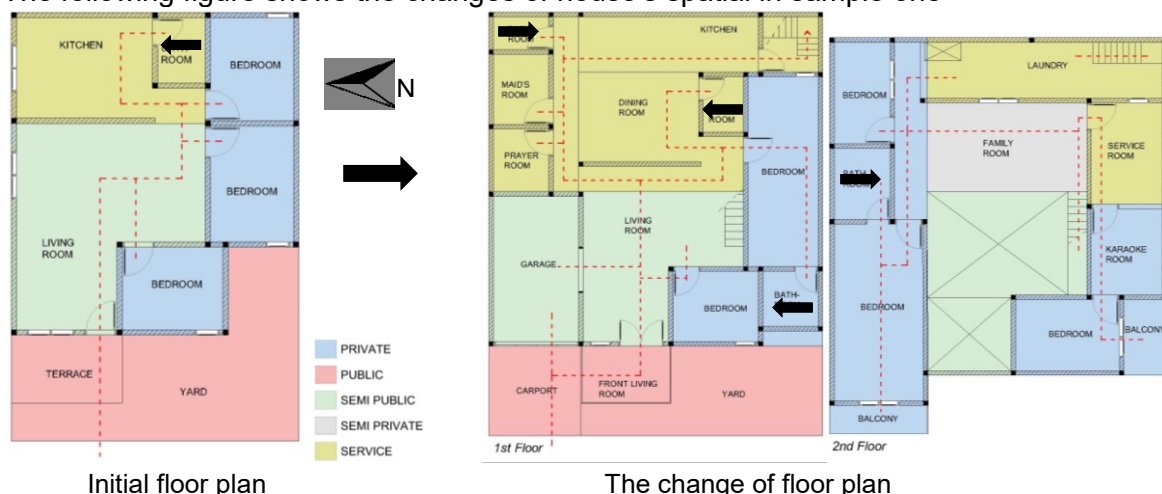 The following figure shows the changes of house's spatial in sample one
KITCHEN
ROOM
BEDROOM
BEDROOM
LIVING
ROOM
BEDROOM
TERRACE
YARD
N
PRIVATE
PUBLIC
SEMI PUBLIC
SEMI PRIVATE
SERVICE
Initial floor plan
KITCHEN
MAID'S
ROOM
DINING
ROOM
ROOM
PRAYER
ROOM
BEDROOM
LIVING
ROOM
GARAGE
BEDROOM
BATH-
CARPORT
FRONT LIVING
ROOM
YARD
1st Floor
LAUNDRY
BEDROOM
FAMILY
ROOM
SERVICE
ROOM
KARAOKE
ROOM
BEDROOM
BEDROOM
BALCONY
BALCONY
2nd Floor
The change of floor plan